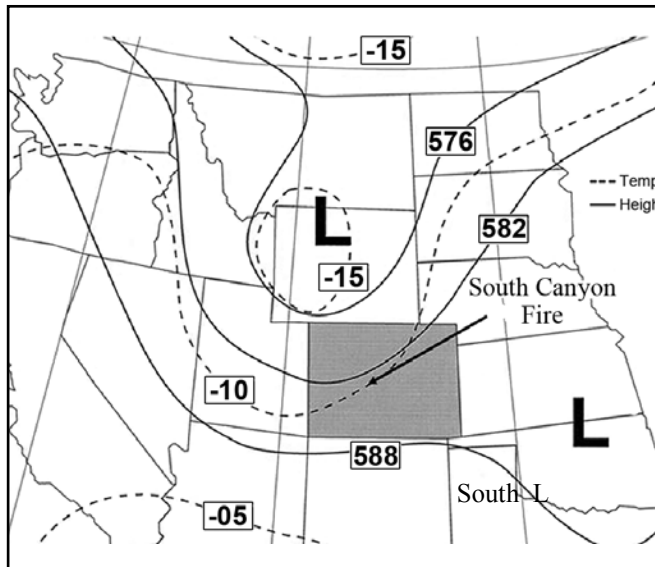 -15
576
Temp
Heigh
L
582
-15
South Canyon
Fire
-10
L
588
South L
-05